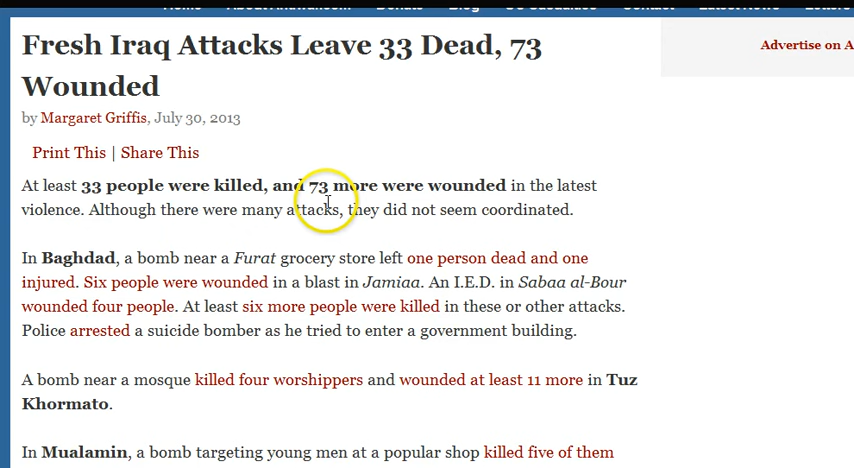 Fresh Iraq Attacks Leave 33 Dead, 73
Wounded
Advertise on A
by Margaret Griffis, July 30, 2013
Print This | Share This
At least 33 people were killed, and 73 more were wounded in the latest
violence. Although there were many attacks, they did not seem coordinated.
In Baghdad, a bomb near a Furat grocery store left one person dead and one
injured. Six people were wounded in a blast in Jamiaa. An I.E.D. in Sabaa al-Bour
wounded four people. At least six more people were killed in these or other attacks.
Police arrested a suicide bomber as he tried to enter a government building.
A bomb near a mosque killed four worshippers and wounded at least 11 more in Tuz
Khormato.
In Mualamin, a bomb targeting young men at a popular shop killed five of them